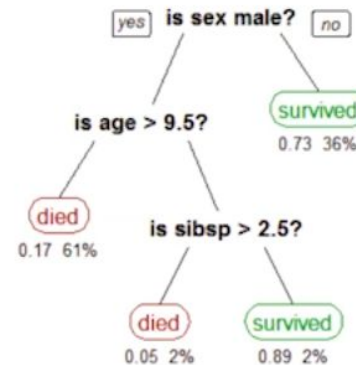 yes is sex male? no
is age > 9.5?
survived
0.73 36%
died
0.17 61%
is sibsp > 2.5?
died
survived
0.05 2%
0.89 2%